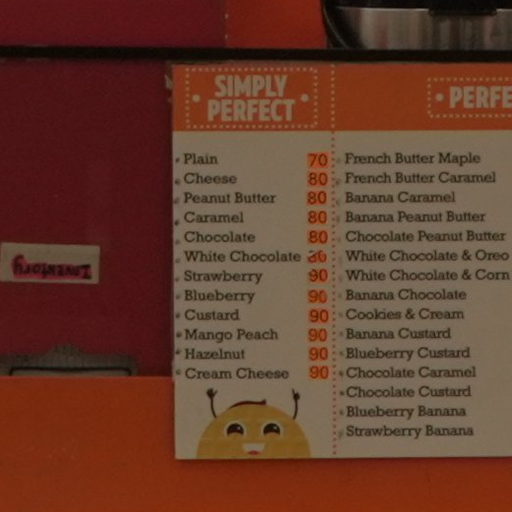 SIMPLY
PERFECT
Plain 70
Cheese 80
Peanut Butter 80
Caramel 80
Chocolate 80
White Chocolate 80
Strawberry 90
Blueberry 90
Custard 90
Mango Peach 90
Hazelnut 90
Cream Cheese 90
PERFE
French Butter Maple
French Butter Caramel
Banana Caramel
Banana Peanut Butter
Chocolate Peanut Butter
White Chocolate & Oreo
White Chocolate & Corn
Banana Chocolate
Cookies & Cream
Banana Custard
Blueberry Custard
Chocolate Caramel
Chocolate Custard
Blueberry Banana
Strawberry Banana
Inventory